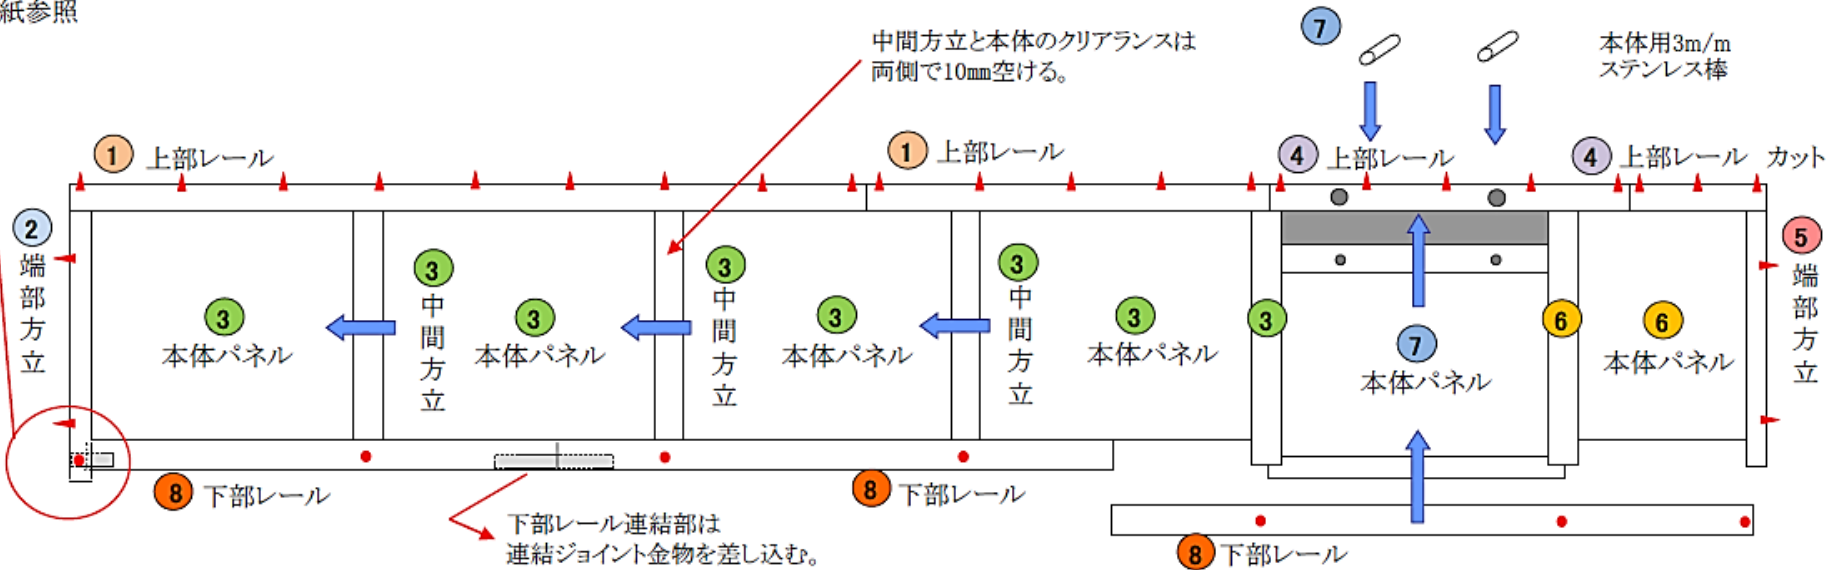 紙参照
7
中間方立と本体のクリアランスは
両側で10mm空ける。
本体用3m/m
ステンレス棒
1 上部レール
1 上部レール
4 上部レール
4 上部レール カット
2
端部方立
3
中間方立
3
中間方立
3
中間方立
5
端部方立
3
本体パネル
3
本体パネル
3
本体パネル
3
本体パネル
3
7
本体パネル
6
6
本体パネル
8 下部レール
8 下部レール
下部レール連結部は
連結ジョイント金物を差し込む。
8 下部レール